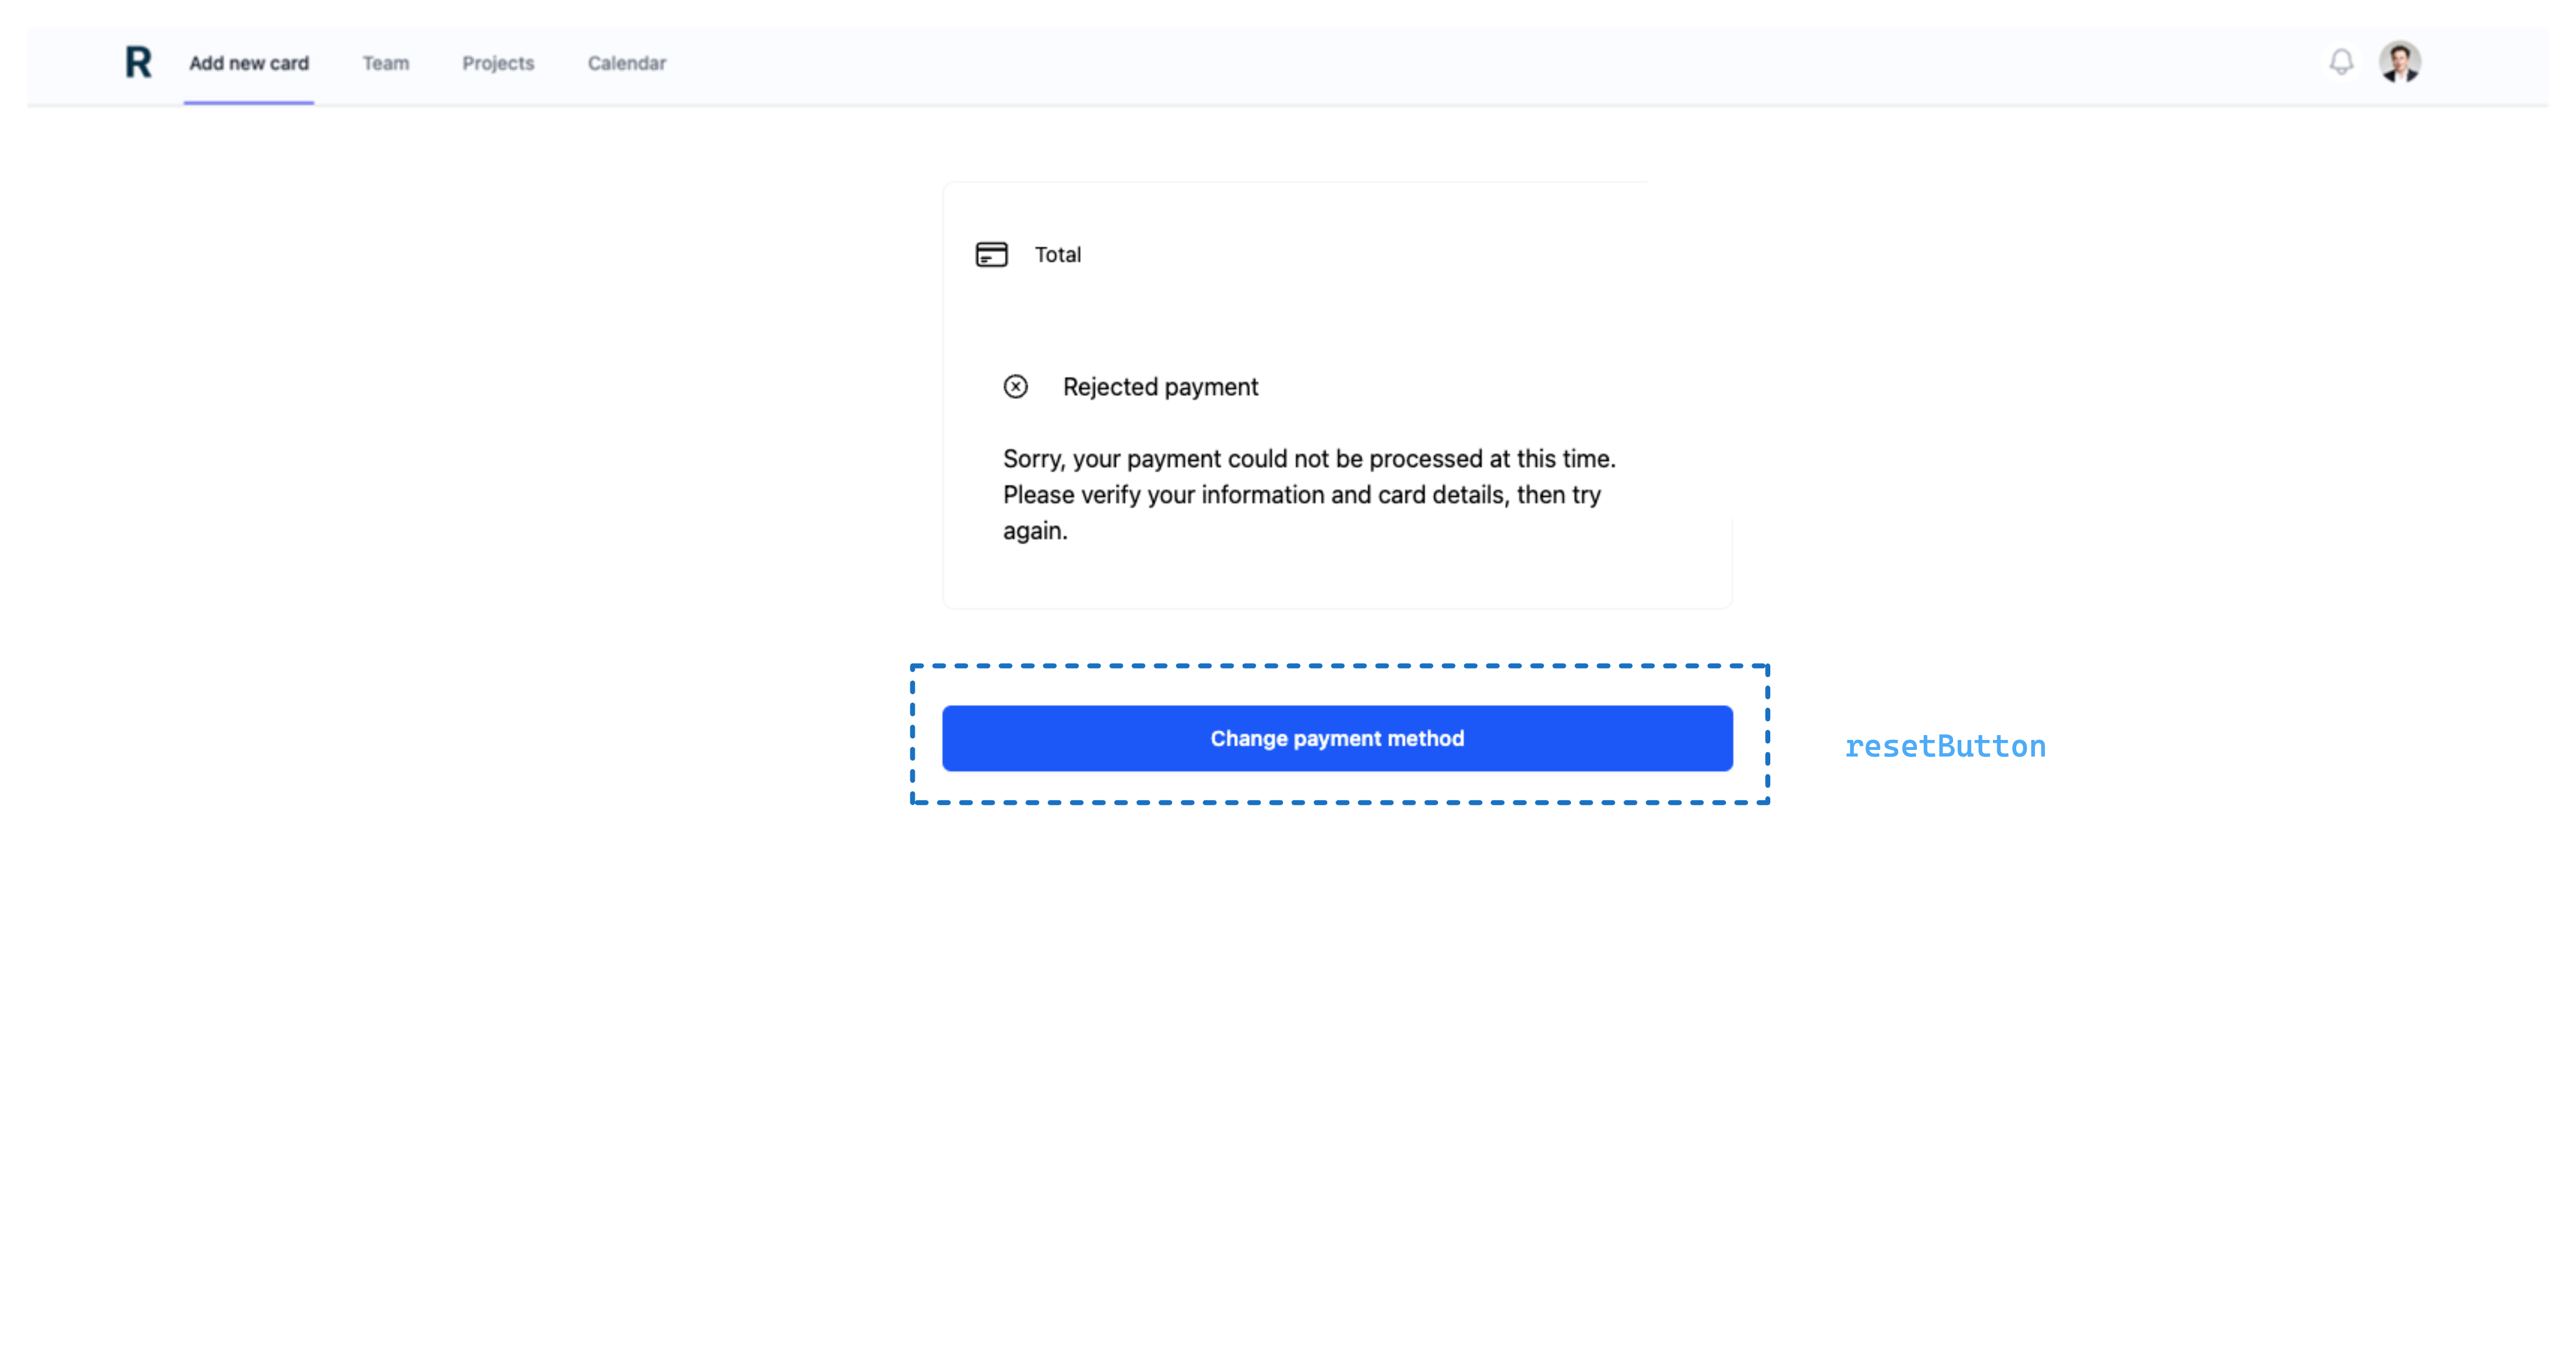 R Add new card Team Projects Calendar
Total
Rejected payment
Sorry, your payment could not be processed at this time.
Please verify your information and card details, then try
again.
Change payment method
resetButton